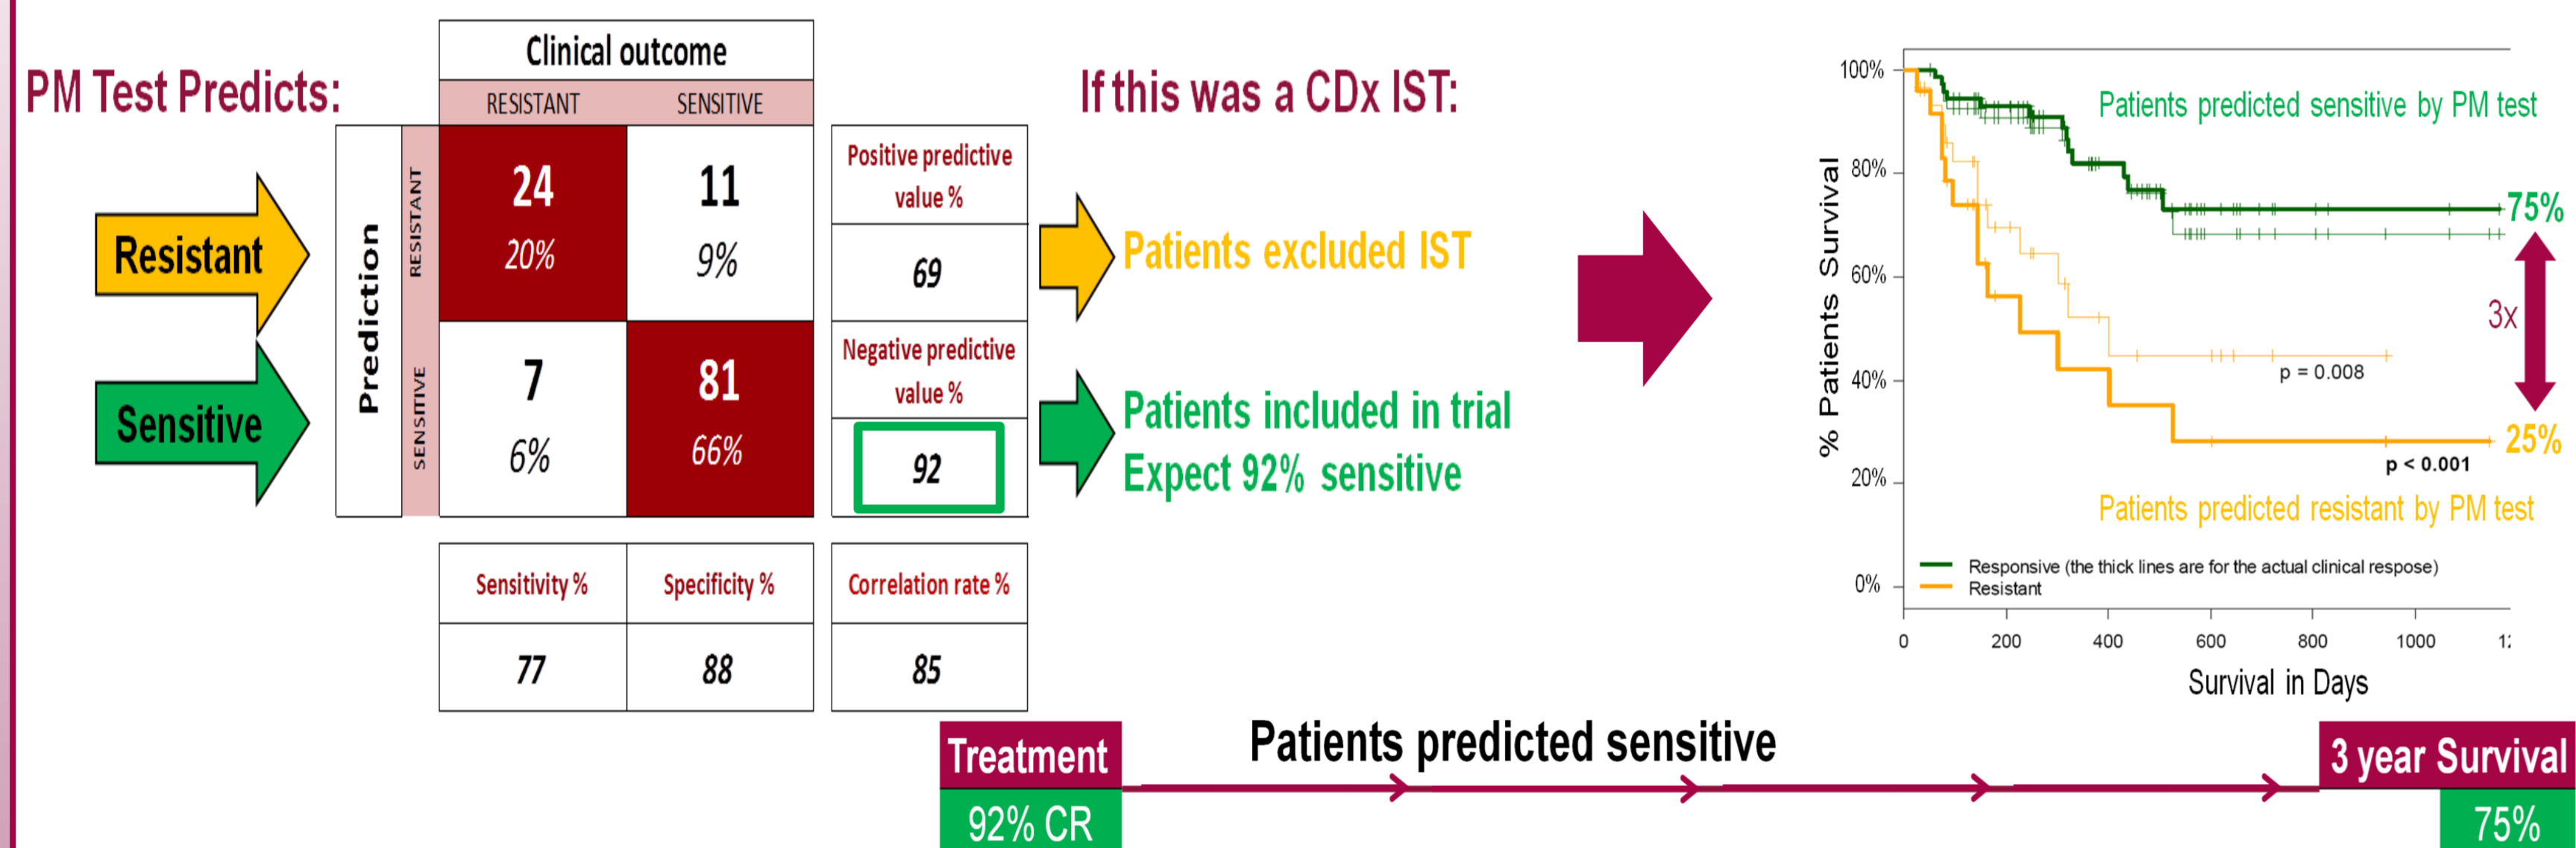 PM Test Predicts:
Resistant
Sensitive
Clinical outcome
RESISTANT
SENSITIVE
Prediction
RESISTANT
SENSITIVE
24
20%
11
9%
7
6%
81
66%
Positive predictive
value %
69
Negative predictive
value %
92
Sensitivity %
Specificity %
Correlation rate %
77
88
85
If this was a CDx IST:
Patients excluded IST
Patients included in trial
Expect 92% sensitive
% Patients Survival
100%
80%
60%
40%
20%
0%
Patients predicted sensitive by PM test
75%
3x
p = 0.008
25%
p < 0.001
Patients predicted resistant by PM test
Responsive (the thick lines are for the actual clinical respose)
Resistant
0
200
400
600
800
1000
Survival in Days
Treatment
92% CR
Patients predicted sensitive
3 year Survival
75%